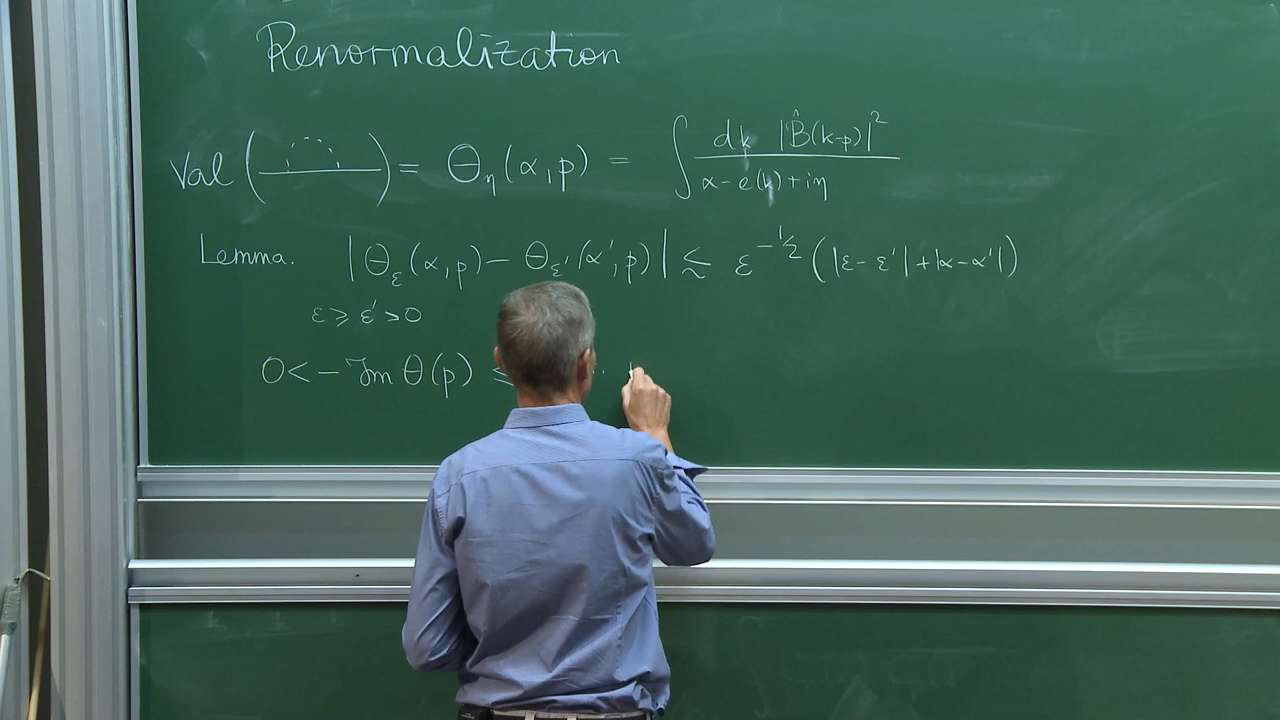 Renormalization
Val ( ) = Θ_η(α,p) = ∫ dk |B̂(k-p)|² / (α - e(k) + iη)
Lemma. |Θ_ε(α,p) - Θ_ε'(α',p)| ≲ ε^{-1/2} (|ε-ε'| + |α-α'|)
ε ⩾ ε' > 0
0 < - Im Θ(p) ≤